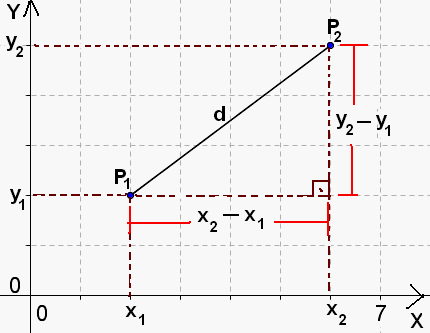 Y
P₂
y₂
d
y₂ – y₁
P₁
y₁
x₂ – x₁
0
0 x₁ x₂ 7 X